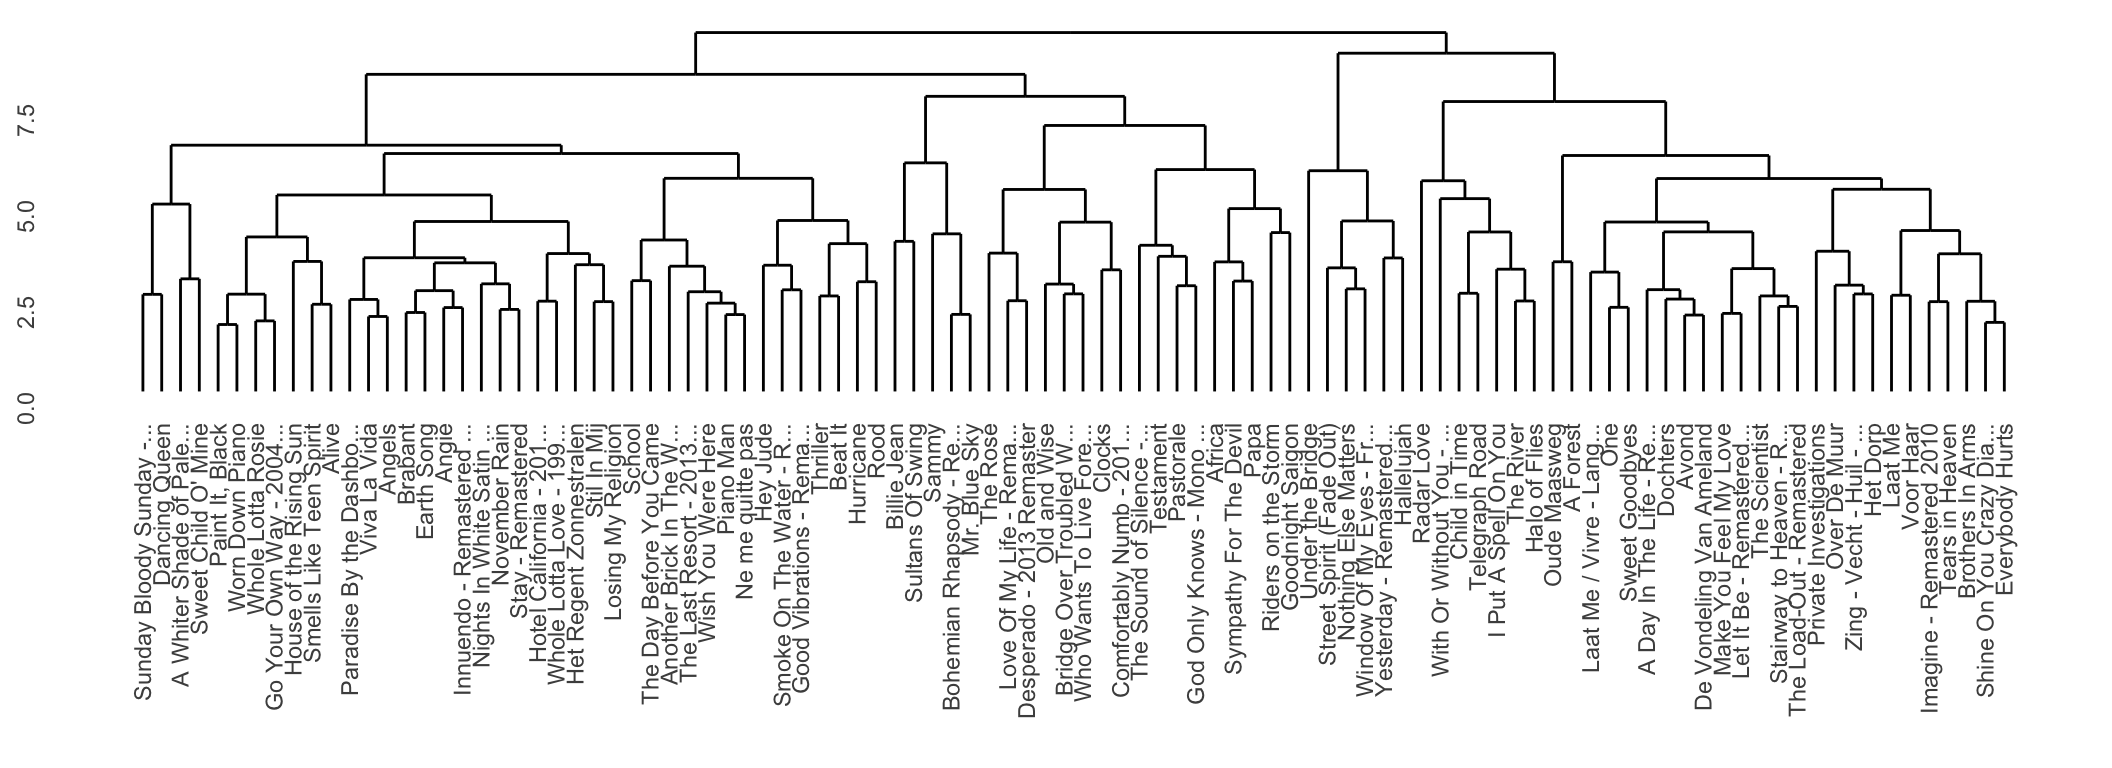 7.5
5.0
2.5
0.0
Sunday Bloody Sunday -...
Dancing Queen
A Whiter Shade of Pale...
Sweet Child O' Mine
Paint It, Black
Worn Down Piano
Whole Lotta Rosie
Go Your Own Way - 2004...
House of the Rising Sun
Smells Like Teen Spirit
Alive
Paradise By the Dashbo...
Viva La Vida
Angels
Brabant
Earth Song
Angie
Innuendo - Remastered ...
Nights In White Satin ...
November Rain
Stay - Remastered
Hotel California - 201...
Whole Lotta Love - 199...
Het Regent Zonnestralen
Stil In Mij
Losing My Religion
School
The Day Before You Came
Another Brick In The W...
The Last Resort - 2013...
Wish You Were Here
Piano Man
Ne me quitte pas
Hey Jude
Smoke On The Water - R...
Good Vibrations - Rema...
Thriller
Beat It
Hurricane
Rood
Billie Jean
Sultans Of Swing
Sammy
Bohemian Rhapsody - Re...
Mr. Blue Sky
The Rose
Love Of My Life - Rema...
Desperado - 2013 Remaster
Old and Wise
Bridge Over Troubled W...
Who Wants To Live Fore...
Clocks
Comfortably Numb - 201...
The Sound of Silence -...
Testament
Pastorale
God Only Knows - Mono ...
Africa
Sympathy For The Devil
Papa
Riders on the Storm
Goodnight Saigon
Under the Bridge
Street Spirit (Fade Out)
Nothing Else Matters
Window Of My Eyes - Fr...
Yesterday - Remastered...
Hallelujah
Radar Love
With Or Without You - ...
Child in Time
Telegraph Road
I Put A Spell On You
The River
Halo of Flies
Oude Maasweg
A Forest
Laat Me / Vivre - Lang...
One
Sweet Goodbyes
A Day In The Life - Re...
Dochters
Avond
De Vondeling Van Ameland
Make You Feel My Love
Let It Be - Remastered...
The Scientist
Stairway to Heaven - R...
The Load-Out - Remastered
Private Investigations
Over De Muur
Zing - Vecht - Huil - ...
Het Dorp
Laat Me
Voor Haar
Imagine - Remastered 2010
Tears in Heaven
Brothers In Arms
Shine On You Crazy Dia...
Everybody Hurts